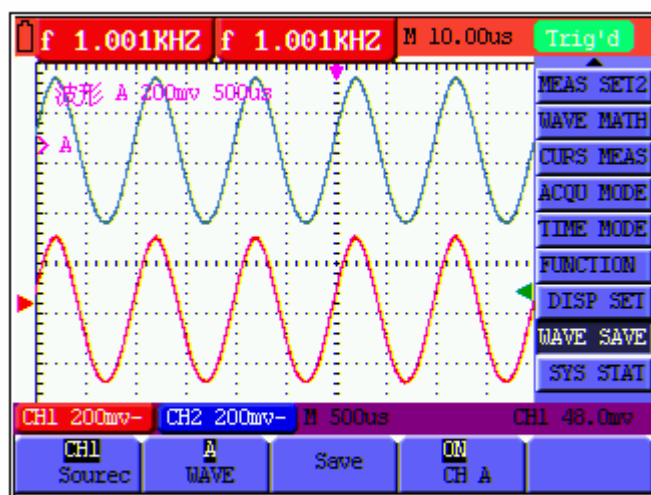 f 1.001KHZ f 1.001KHZ M 10.00us Trig'd
波形 A 200mv 500us
A
MEAS SET2
WAVE MATH
CURS MEAS
ACQU MODE
TIME MODE
FUNCTION
DISP SET
WAVE SAVE
SYS STAT
CH1 200mv- CH2 200mv- M 500us CH1 48.0mv
CH1 A Save ON
Sourec WAVE CH A